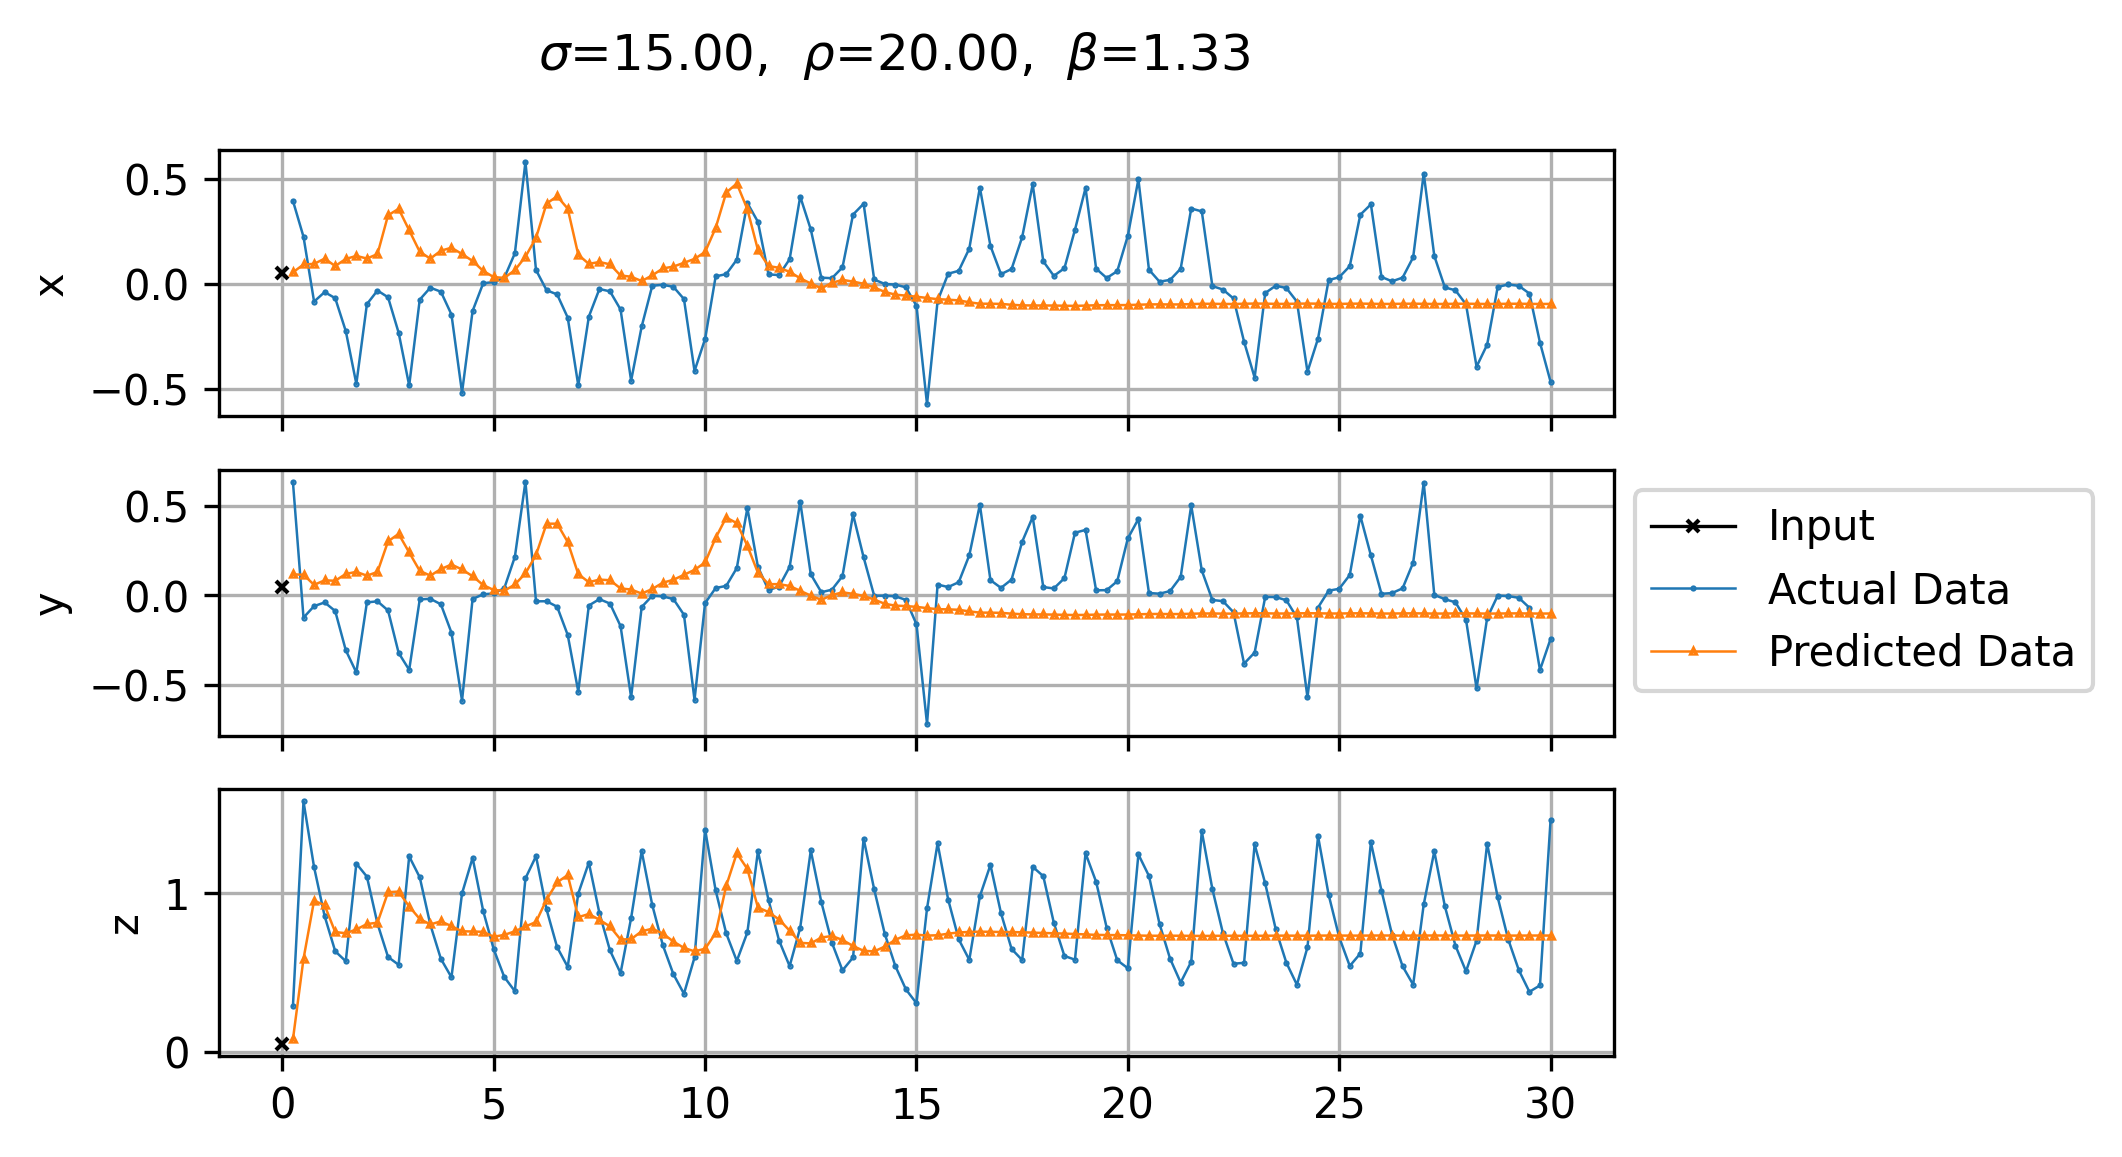 σ=15.00, ρ=20.00, β=1.33
x
0.5
0.0
−0.5
y
0.5
0.0
−0.5
Input
Actual Data
Predicted Data
z
1
0
0 5 10 15 20 25 30